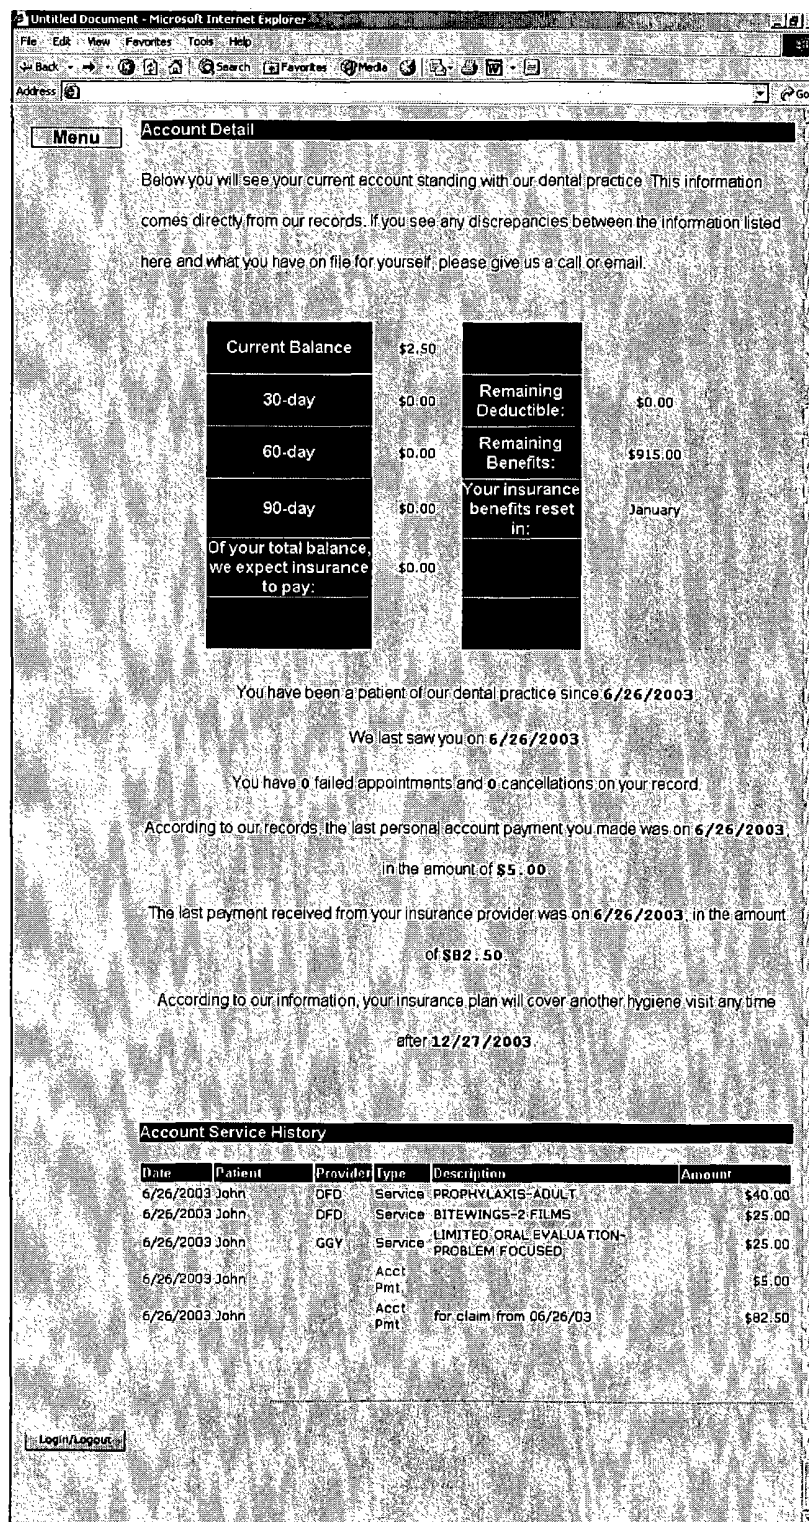 Untitled Document - Microsoft Internet Explorer
File Edit View Favorites Tools Help
Back Search Favorites Media
Address Go
Menu
Account Detail
Below you will see your current account standing with our dental practice. This information
comes directly from our records. If you see any discrepancies between the information listed
here and what you have on file for yourself, please give us a call or email.
Current Balance $2.50
30-day $0.00 Remaining Deductible: $0.00
60-day $0.00 Remaining Benefits: $915.00
90-day $0.00 Your insurance benefits reset in: January
Of your total balance, we expect insurance to pay: $0.00
You have been a patient of our dental practice since 6/26/2003.
We last saw you on 6/26/2003.
You have 0 failed appointments and 0 cancellations on your record.
According to our records, the last personal account payment you made was on 6/26/2003,
in the amount of $5.00.
The last payment received from your insurance provider was on 6/26/2003, in the amount
of $82.50.
According to our information, your insurance plan will cover another hygiene visit any time
after 12/27/2003.
Account Service History
Date Patient Provider Type Description Amount
6/26/2003 John DFD Service PROPHYLAXIS-ADULT $40.00
6/26/2003 John DFD Service BITEWINGS-2 FILMS $25.00
6/26/2003 John GGY Service LIMITED ORAL EVALUATION-PROBLEM FOCUSED $25.00
6/26/2003 John Acct Pmt. $5.00
6/26/2003 John Acct Pmt. for claim from 06/26/03 $82.50
Login/Logout